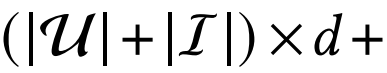 (|𝒰| + |ℐ|) × d +